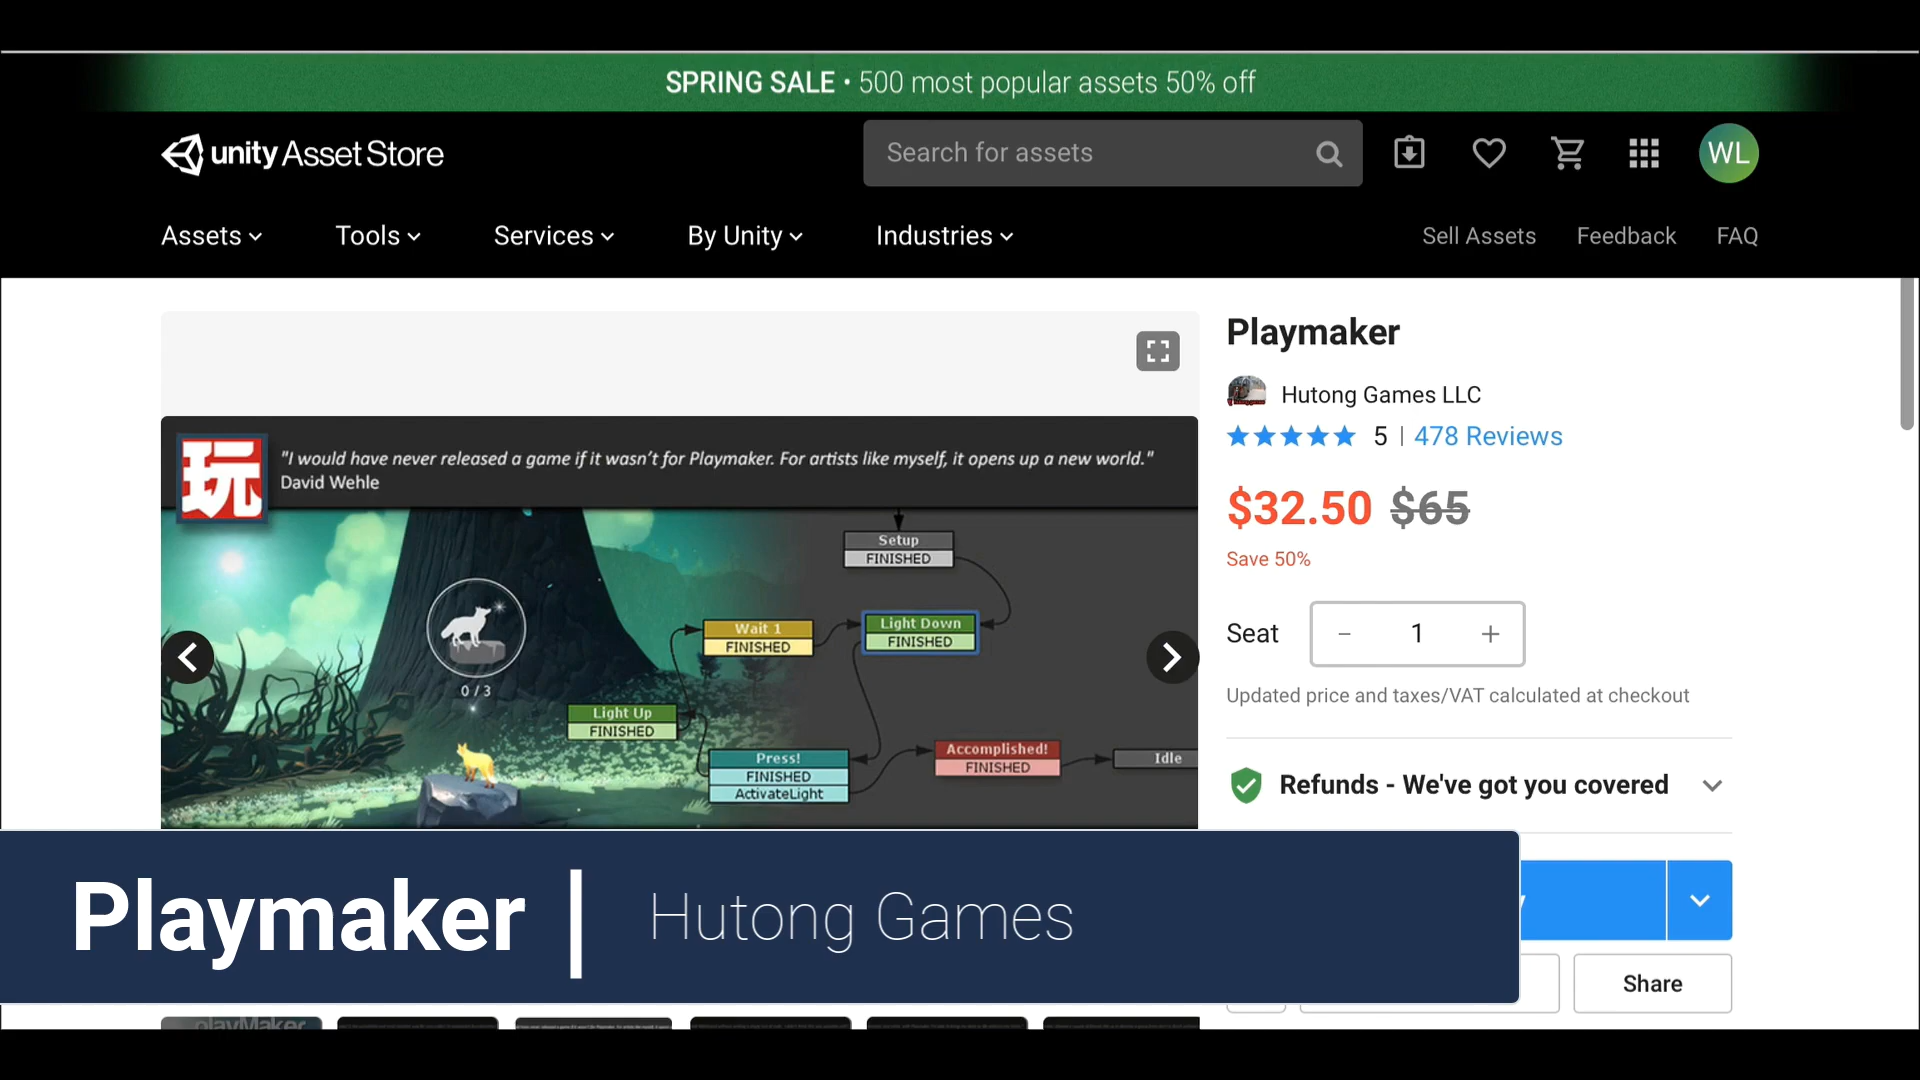 SPRING SALE • 500 most popular assets 50% off
unity Asset Store
Search for assets
WL
Assets
Tools
Services
By Unity
Industries
Sell Assets
Feedback
FAQ
Playmaker
Hutong Games LLC
5 | 478 Reviews
$32.50 $65
Save 50%
Seat
- 1 +
Updated price and taxes/VAT calculated at checkout
Refunds - We've got you covered
Share
玩
"I would have never released a game if it wasn't for Playmaker. For artists like myself, it opens up a new world."
David Wehle
Setup
FINISHED
Wait 1
FINISHED
Light Down
FINISHED
0 / 3
Light Up
FINISHED
Press!
FINISHED
ActivateLight
Accomplished!
FINISHED
Idle
Playmaker | Hutong Games
playMaker